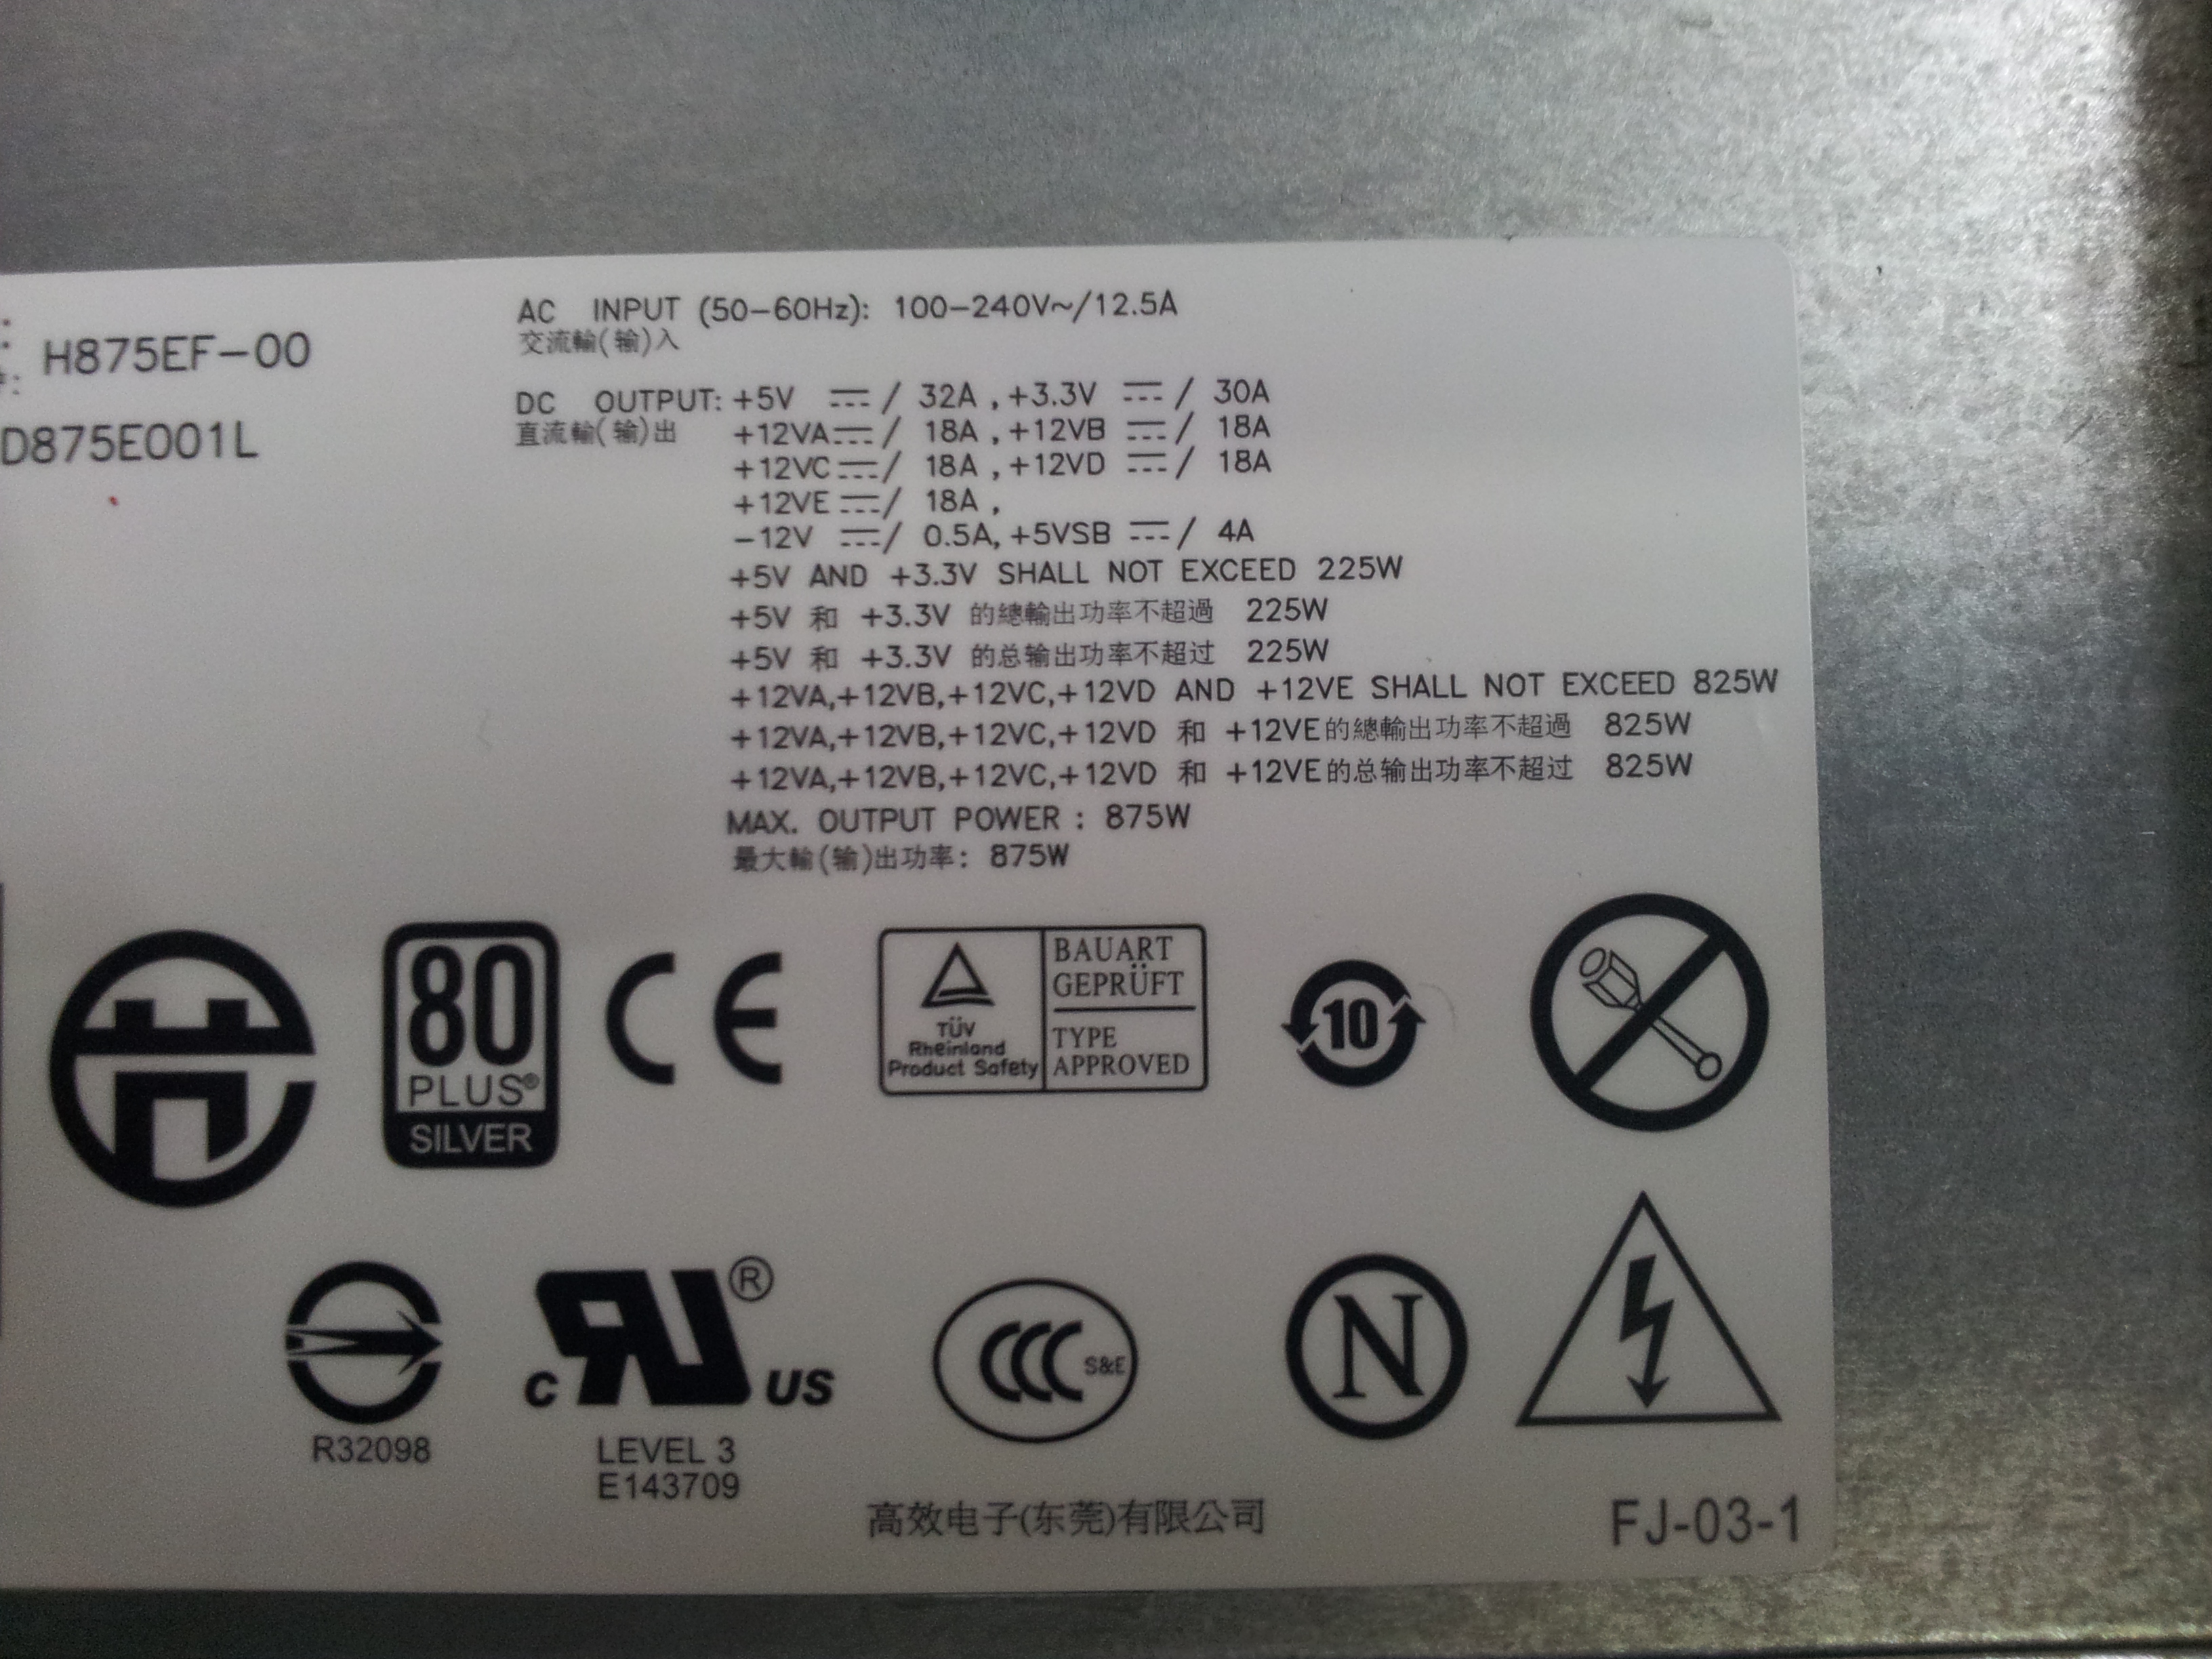 H875EF-00
D875E001L
AC INPUT (50-60Hz): 100-240V~/12.5A
交流輸(输)入
DC OUTPUT: +5V ⎓/ 32A , +3.3V ⎓/ 30A
直流輸(输)出 +12VA⎓/ 18A , +12VB ⎓/ 18A
+12VC⎓/ 18A , +12VD ⎓/ 18A
+12VE⎓/ 18A ,
-12V ⎓/ 0.5A, +5VSB ⎓/ 4A
+5V AND +3.3V SHALL NOT EXCEED 225W
+5V 和 +3.3V 的總輸出功率不超過 225W
+5V 和 +3.3V 的总输出功率不超过 225W
+12VA,+12VB,+12VC,+12VD AND +12VE SHALL NOT EXCEED 825W
+12VA,+12VB,+12VC,+12VD 和 +12VE的總輸出功率不超過 825W
+12VA,+12VB,+12VC,+12VD 和 +12VE的总输出功率不超过 825W
MAX. OUTPUT POWER : 875W
最大輸(输)出功率: 875W
80
PLUS®
SILVER
CE
TÜV
Rheinland
Product Safety
BAUART
GEPRÜFT
TYPE
APPROVED
10
R32098
c RU® US
LEVEL 3
E143709
CCC S&E
N
高效电子(东莞)有限公司
FJ-03-1